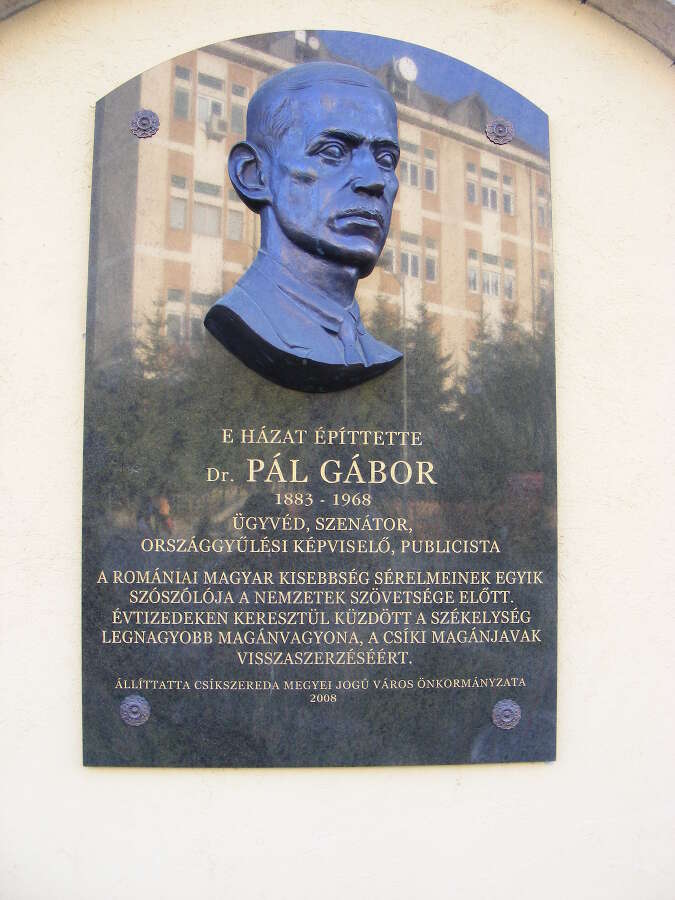 E HÁZAT ÉPÍTTETTE
Dr. PÁL GÁBOR
1883 - 1968
ÜGYVÉD, SZENÁTOR,
ORSZÁGGYŰLÉSI KÉPVISELŐ, PUBLICISTA
A ROMÁNIAI MAGYAR KISEBBSÉG SÉRELMEINEK EGYIK
SZÓSZÓLÓJA A NEMZETEK SZÖVETSÉGE ELŐTT.
ÉVTIZEDEKEN KERESZTÜL KÜZDÖTT A SZÉKELYSÉG
LEGNAGYOBB MAGÁNVAGYONA, A CSÍKI MAGÁNJAVAK
VISSZASZERZÉSÉÉRT.
ÁLLÍTTATTA CSÍKSZEREDA MEGYEI JOGÚ VÁROS ÖNKORMÁNYZATA
2008